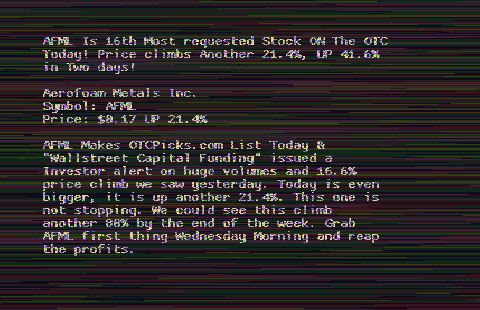 AFML Is 16th Most requested Stock ON The OTC
Today! Price climbs Another 21.4%, UP 41.6%
in Two days!
Aerofoam Metals Inc.
Symbol: AFML
Price: $0.17 UP 21.4%
AFML Makes OTCPicks.com List Today &
"Wallstreet Capital Funding" issued a
Investor alert on huge volumes and 16.6%
price climb we saw yesterday. Today is even
bigger, it is up another 21.4%. This one is
not stopping. We could see this climb
another 80% by the end of the week. Grab
AFML first thing Wednesday Morning and reap
the profits.